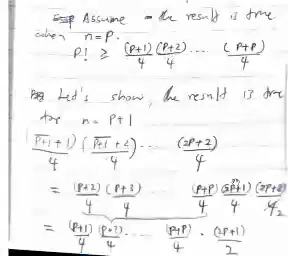 Assume the result is true
when n=P.
P! ≥ (P+1)/4 (P+2)/4 .... (P+P)/4
Let's show, the result is true
for n = P+1
(P+1+1)/4 (P+1+2)/4 ... (2P+2)/4
= (P+2)/4 (P+3)/4 (P+P)/4 (2P+1)/4 (2P+2)/4 2
= (P+1)/4 (P+2)/4 .... (P+P)/4 . (2P+1)/2